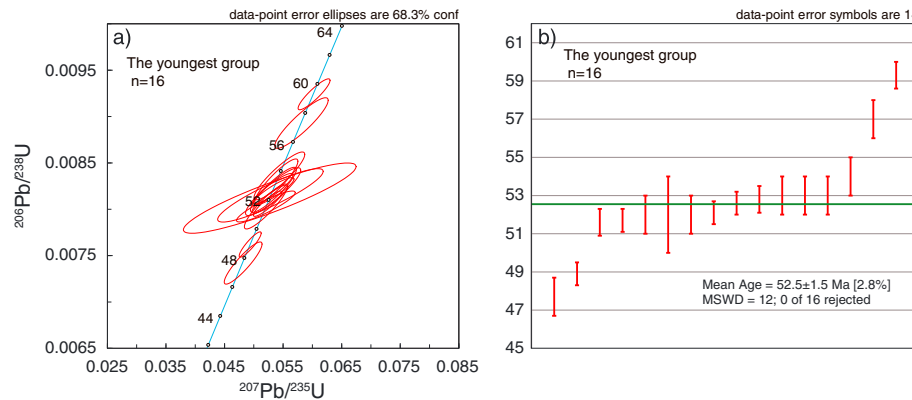 data-point error ellipses are 68.3% conf
a)
The youngest group
n=16
64
60
56
52
48
44
0.0095
0.0085
0.0075
0.0065
206Pb/238U
0.025 0.035 0.045 0.055 0.065 0.075 0.085
207Pb/235U
data-point error symbols are 1
b)
The youngest group
n=16
61
59
57
55
53
51
49
47
45
Mean Age = 52.5±1.5 Ma [2.8%]
MSWD = 12; 0 of 16 rejected